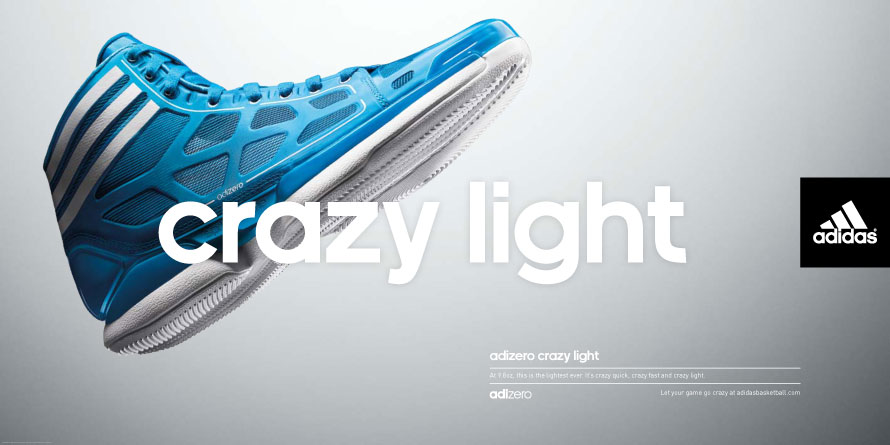 adizero
crazy light
adidas
adizero crazy light
At 9.8oz, this is the lightest ever. It's crazy quick, crazy fast and crazy light.
adizero
Let your game go crazy at adidasbasketball.com